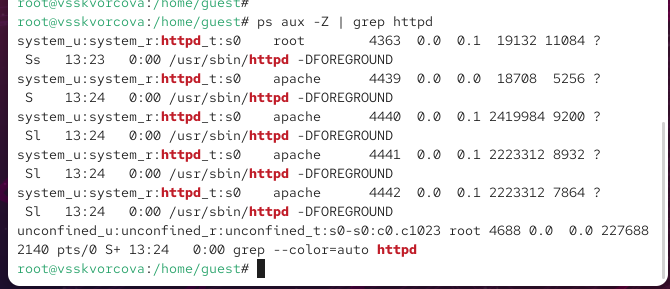 root@vsskvorcova:/home/guest#
root@vsskvorcova:/home/guest# ps aux -Z | grep httpd
system_u:system_r:httpd_t:s0    root        4363  0.0  0.1  19132 11084 ?
 Ss   13:23   0:00 /usr/sbin/httpd -DFOREGROUND
system_u:system_r:httpd_t:s0    apache      4439  0.0  0.0  18708  5256 ?
 S    13:24   0:00 /usr/sbin/httpd -DFOREGROUND
system_u:system_r:httpd_t:s0    apache      4440  0.0  0.1 2419984 9200 ?
 Sl   13:24   0:00 /usr/sbin/httpd -DFOREGROUND
system_u:system_r:httpd_t:s0    apache      4441  0.0  0.1 2223312 8932 ?
 Sl   13:24   0:00 /usr/sbin/httpd -DFOREGROUND
system_u:system_r:httpd_t:s0    apache      4442  0.0  0.1 2223312 7864 ?
 Sl   13:24   0:00 /usr/sbin/httpd -DFOREGROUND
unconfined_u:unconfined_r:unconfined_t:s0-s0:c0.c1023 root 4688 0.0  0.0 227688
2140 pts/0 S+ 13:24   0:00 grep --color=auto httpd
root@vsskvorcova:/home/guest#